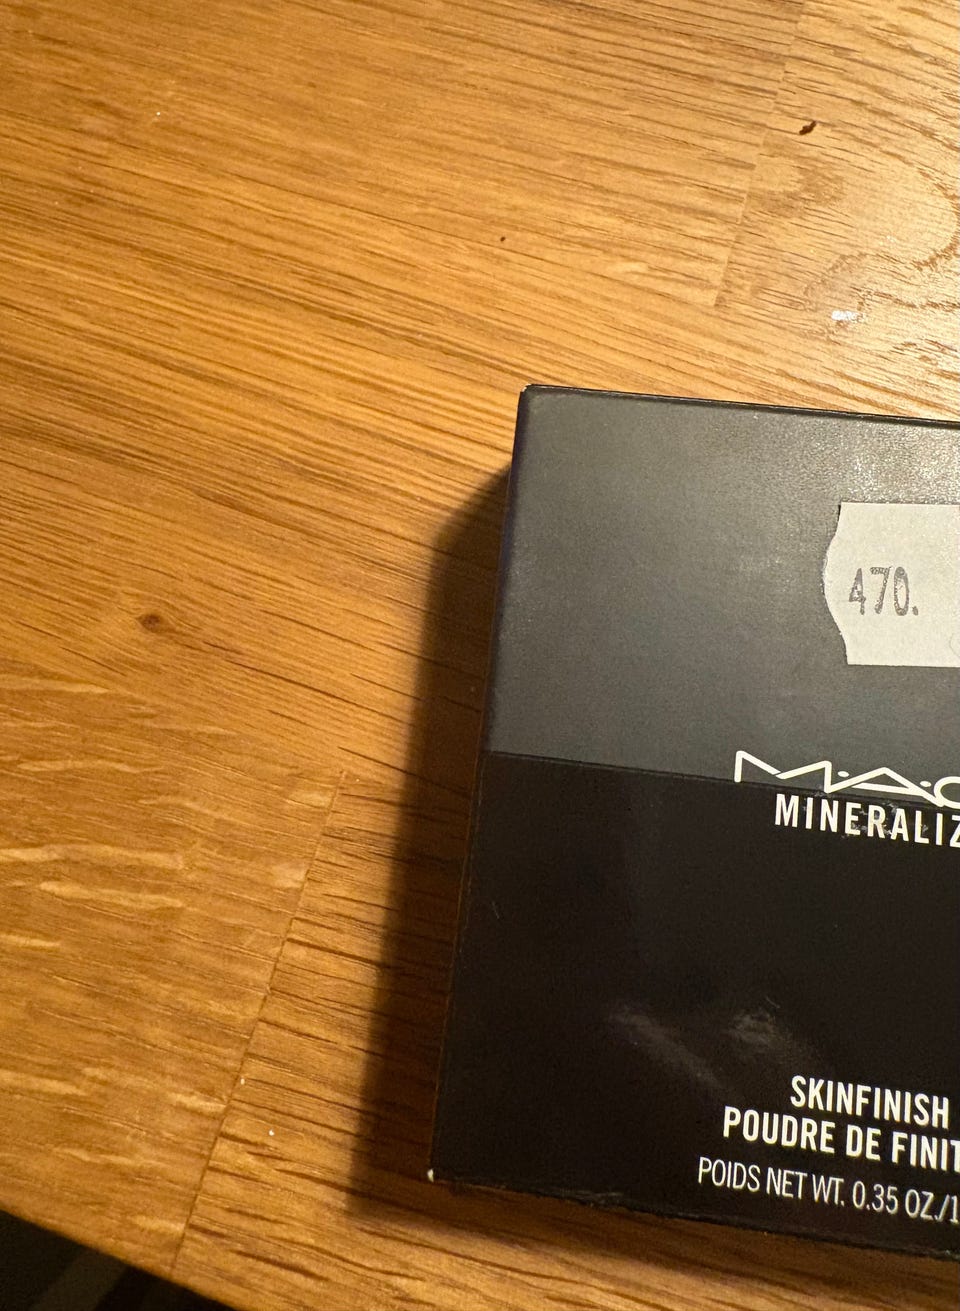 470.
M·A·C
MINERALIZ
SKINFINISH
POUDRE DE FINIT
POIDS NET WT. 0.35 OZ./1